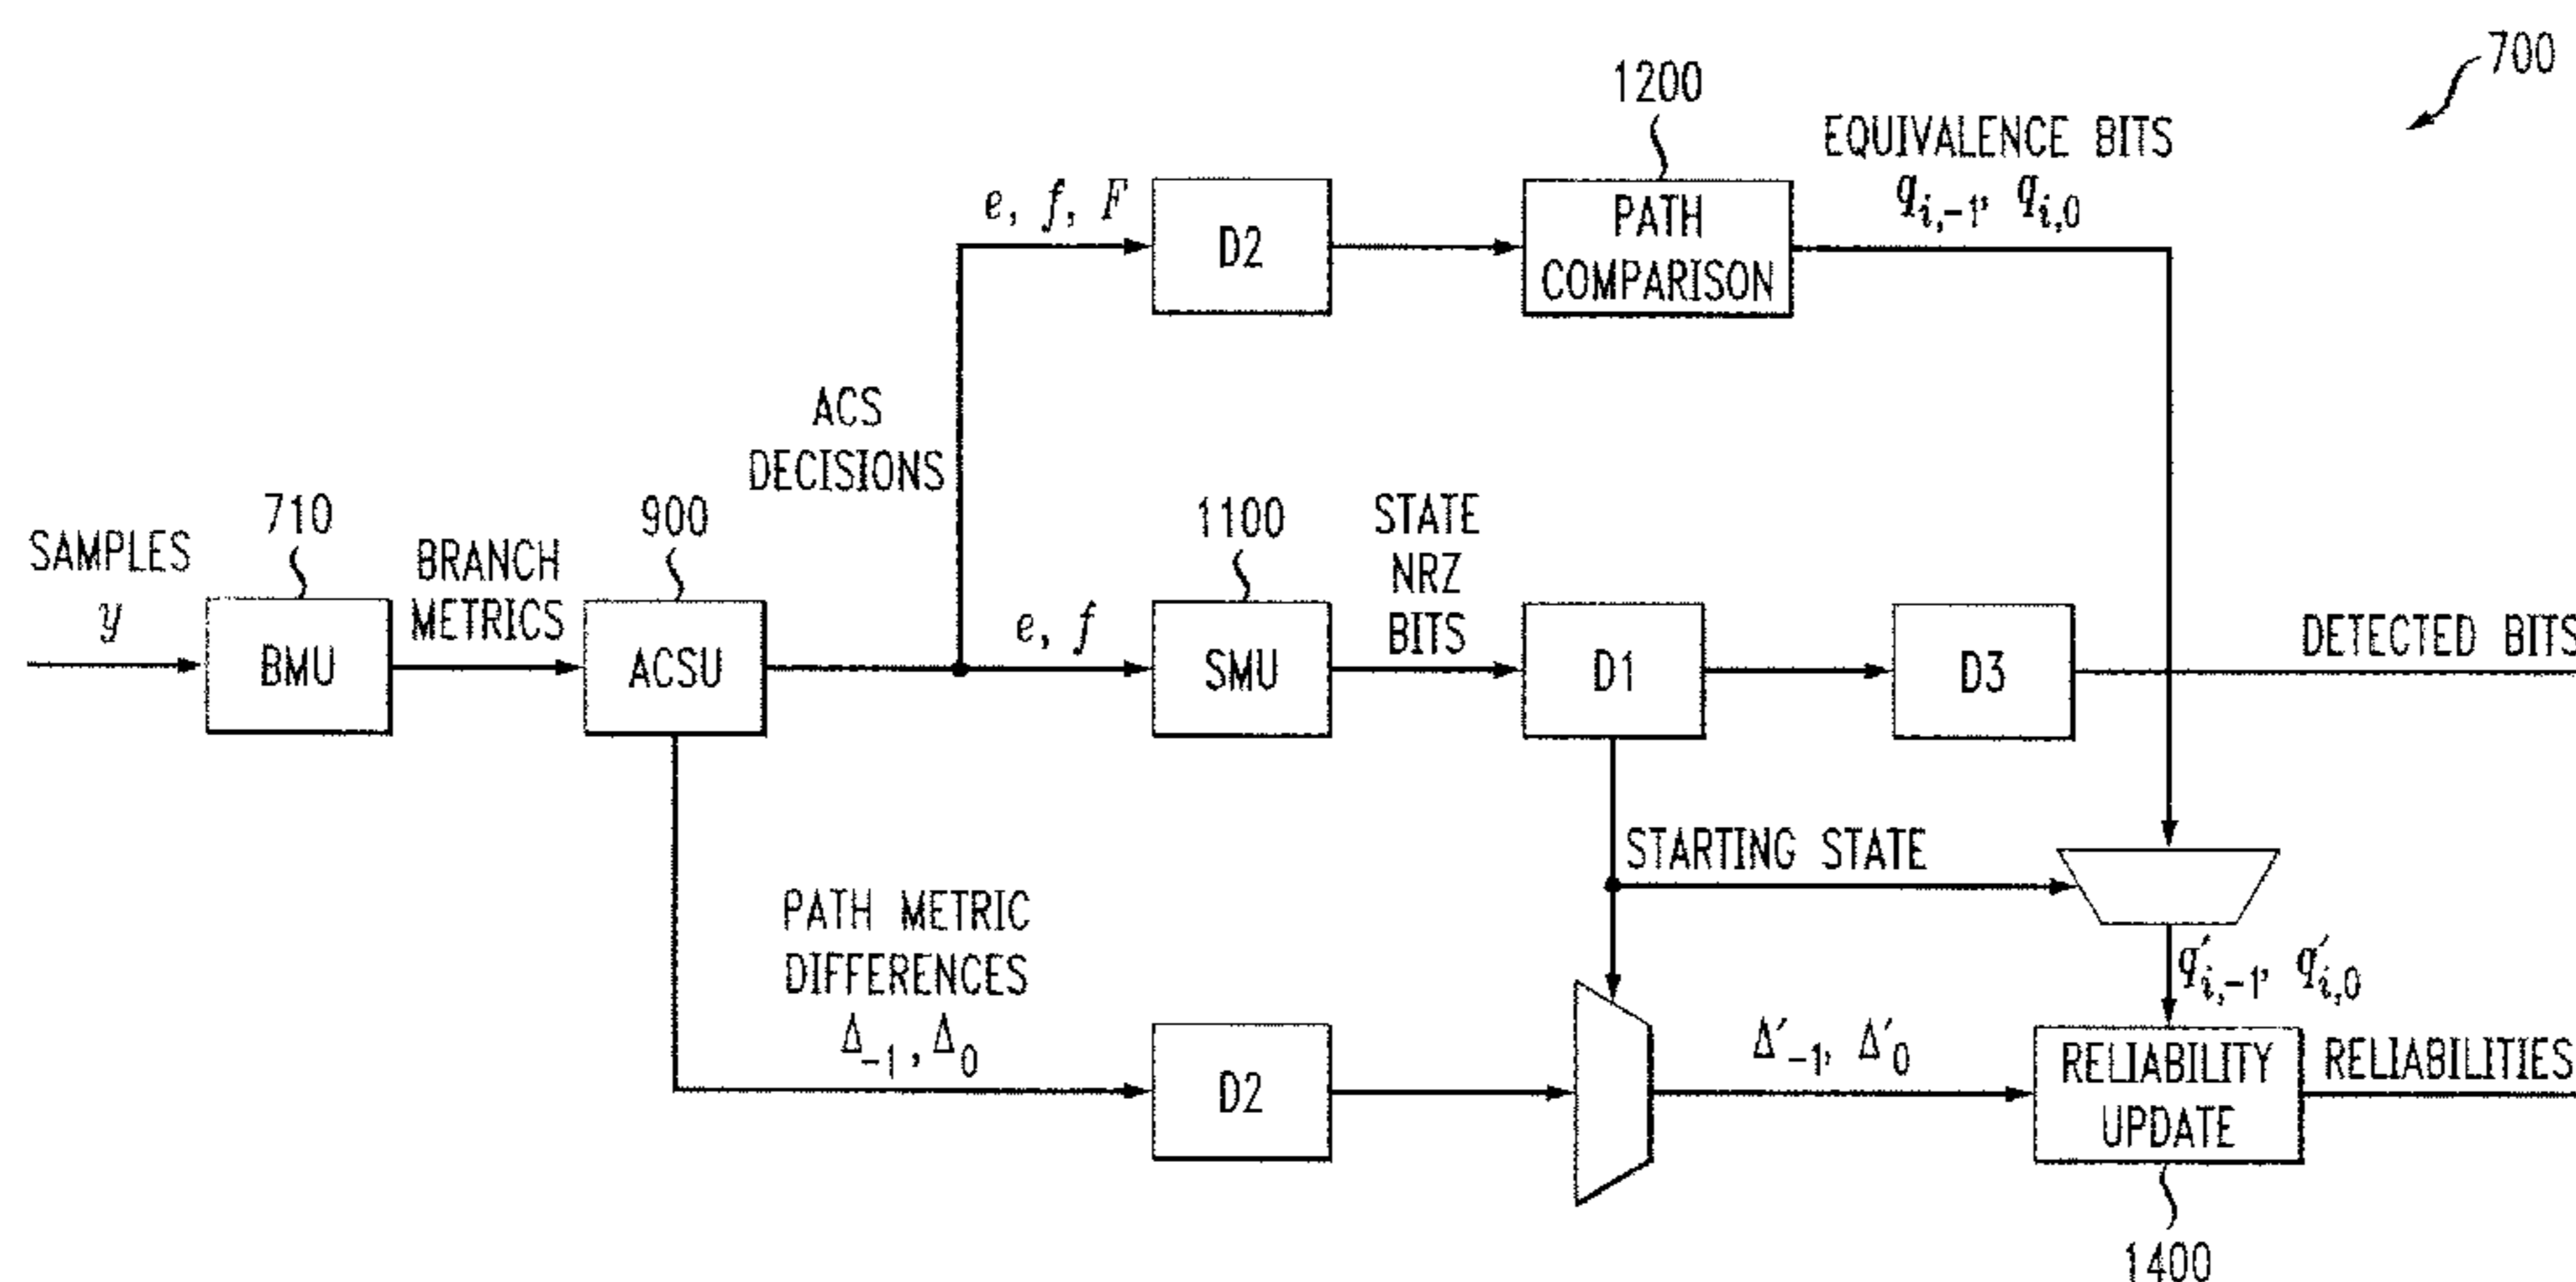 700
1200
EQUIVALENCE BITS
q_{i,-1}, q_{i,0}
e, f, F
D2
PATH
COMPARISON
ACS
DECISIONS
SAMPLES
y
710
BRANCH
METRICS
900
1100
STATE
NRZ
BITS
e, f
BMU
ACSU
SMU
D1
D3
DETECTED BITS
STARTING STATE
PATH METRIC
DIFFERENCES
Δ_{-1}, Δ_0
q'_{i,-1}, q'_{i,0}
D2
Δ'_{-1}, Δ'_0
RELIABILITY
UPDATE
RELIABILITIES
1400